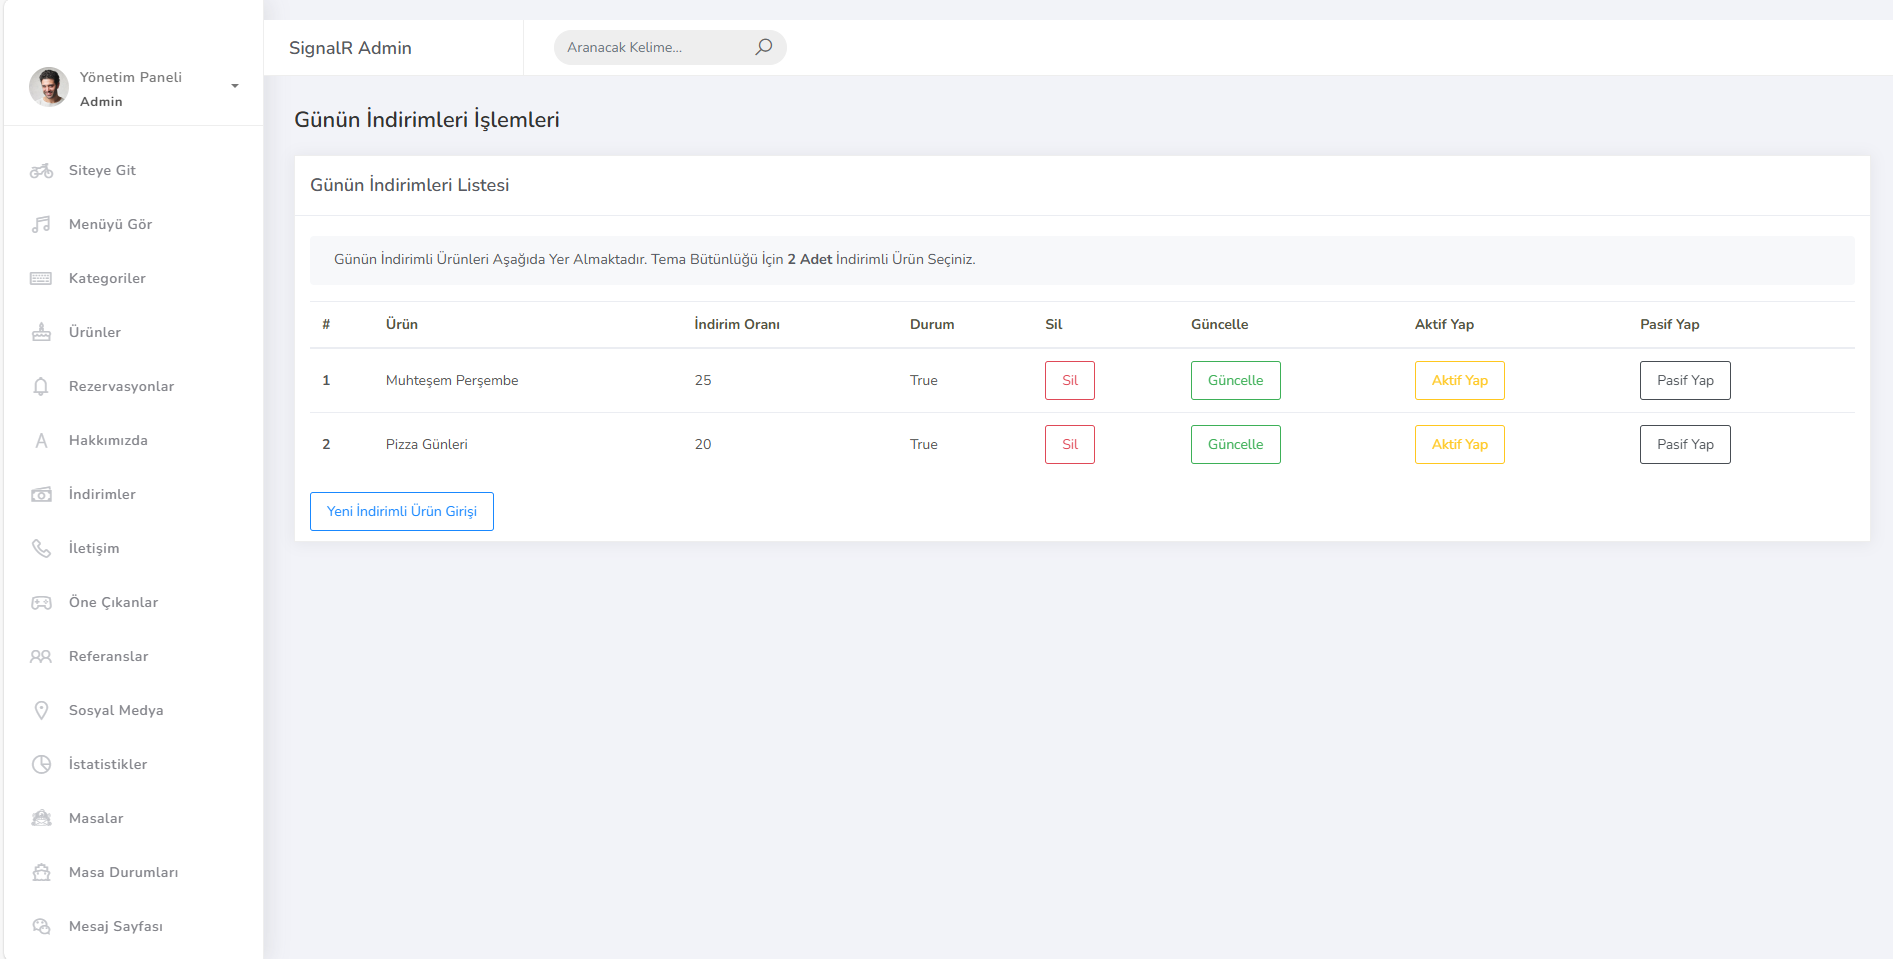 Yönetim Paneli
Admin
Siteye Git
Menüyü Gör
Kategoriler
Ürünler
Rezervasyonlar
Hakkımızda
İndirimler
İletişim
Öne Çıkanlar
Referanslar
Sosyal Medya
İstatistikler
Masalar
Masa Durumları
Mesaj Sayfası
SignalR Admin
Aranacak Kelime...
Günün İndirimleri İşlemleri
Günün İndirimleri Listesi
Günün İndirimli Ürünleri Aşağıda Yer Almaktadır. Tema Bütünlüğü İçin 2 Adet İndirimli Ürün Seçiniz.
# Ürün İndirim Oranı Durum Sil Güncelle Aktif Yap Pasif Yap
1 Muhteşem Perşembe 25 True Sil Güncelle Aktif Yap Pasif Yap
2 Pizza Günleri 20 True Sil Güncelle Aktif Yap Pasif Yap
Yeni İndirimli Ürün Girişi